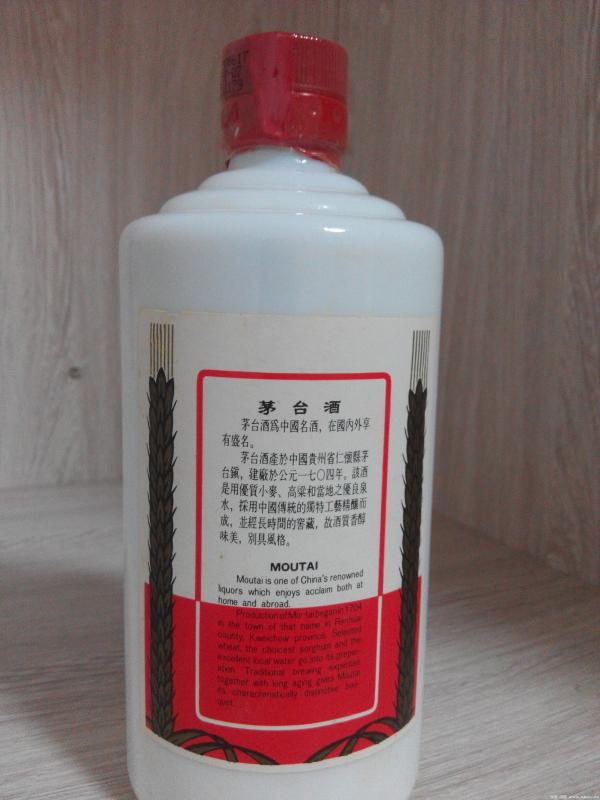 茅台酒
茅台酒爲中國名酒，在國內外享
有盛名。
茅台酒產於中國貴州省仁懷縣茅
台鎮，建廠於公元一七〇四年。該酒
是用優質小麥、高粱和當地之優良泉
水，採用中國傳統的獨特工藝精釀而
成，並經長時間的窖藏，故酒質香醇
味美，別具風格。
MOUTAI
Moutai is one of China's renowned
liquors which enjoys acclaim both at
home and abroad.
Production of Moutai began in 1704
in the town of that name in Renhuai
county, Kweichow province. Selected
wheat, the choicest sorghum and the
excellent local water go into its prepar-
ation. Traditional brewing expertise
together with long aging gives Moutai
its characteristically distinctive bou-
quet.